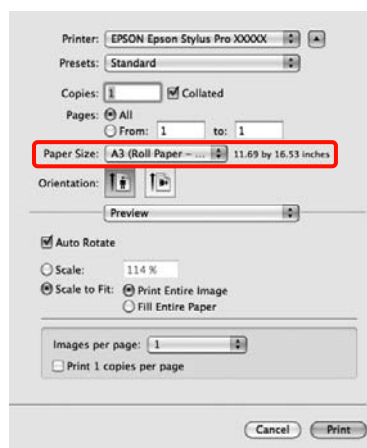 Printer: EPSON Epson Stylus Pro XXXXX
Presets: Standard
Copies: 1 Collated
Pages: All
From: 1 to: 1
Paper Size: A3 (Roll Paper – ... 11.69 by 16.53 inches
Orientation:
Preview
Auto Rotate
Scale: 114 %
Scale to Fit: Print Entire Image
Fill Entire Paper
Images per page: 1
Print 1 copies per page
Cancel Print